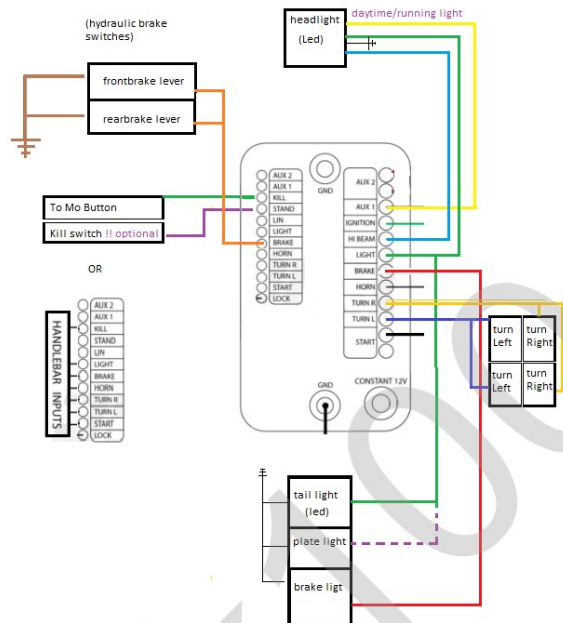 (hydraulic brake
switches)
headlight
(Led)
daytime/running light
frontbrake lever
rearbrake lever
To Mo Button
Kill switch !! optional
OR
HANDLEBAR INPUTS
AUX 2
AUX 1
KILL
STAND
LIN
LIGHT
BRAKE
HORN
TURN R
TURN L
START
LOCK
GND
AUX 2
AUX 1
KILL
STAND
LIN
LIGHT
BRAKE
HORN
TURN R
TURN L
START
LOCK
AUX 2
AUX 1
IGNITION
HI BEAM
LIGHT
BRAKE
HORN
TURN R
TURN L
START
GND
CONSTANT 12V
turn
Left
turn
Right
turn
Left
turn
Right
tail light
(led)
plate light
brake ligt